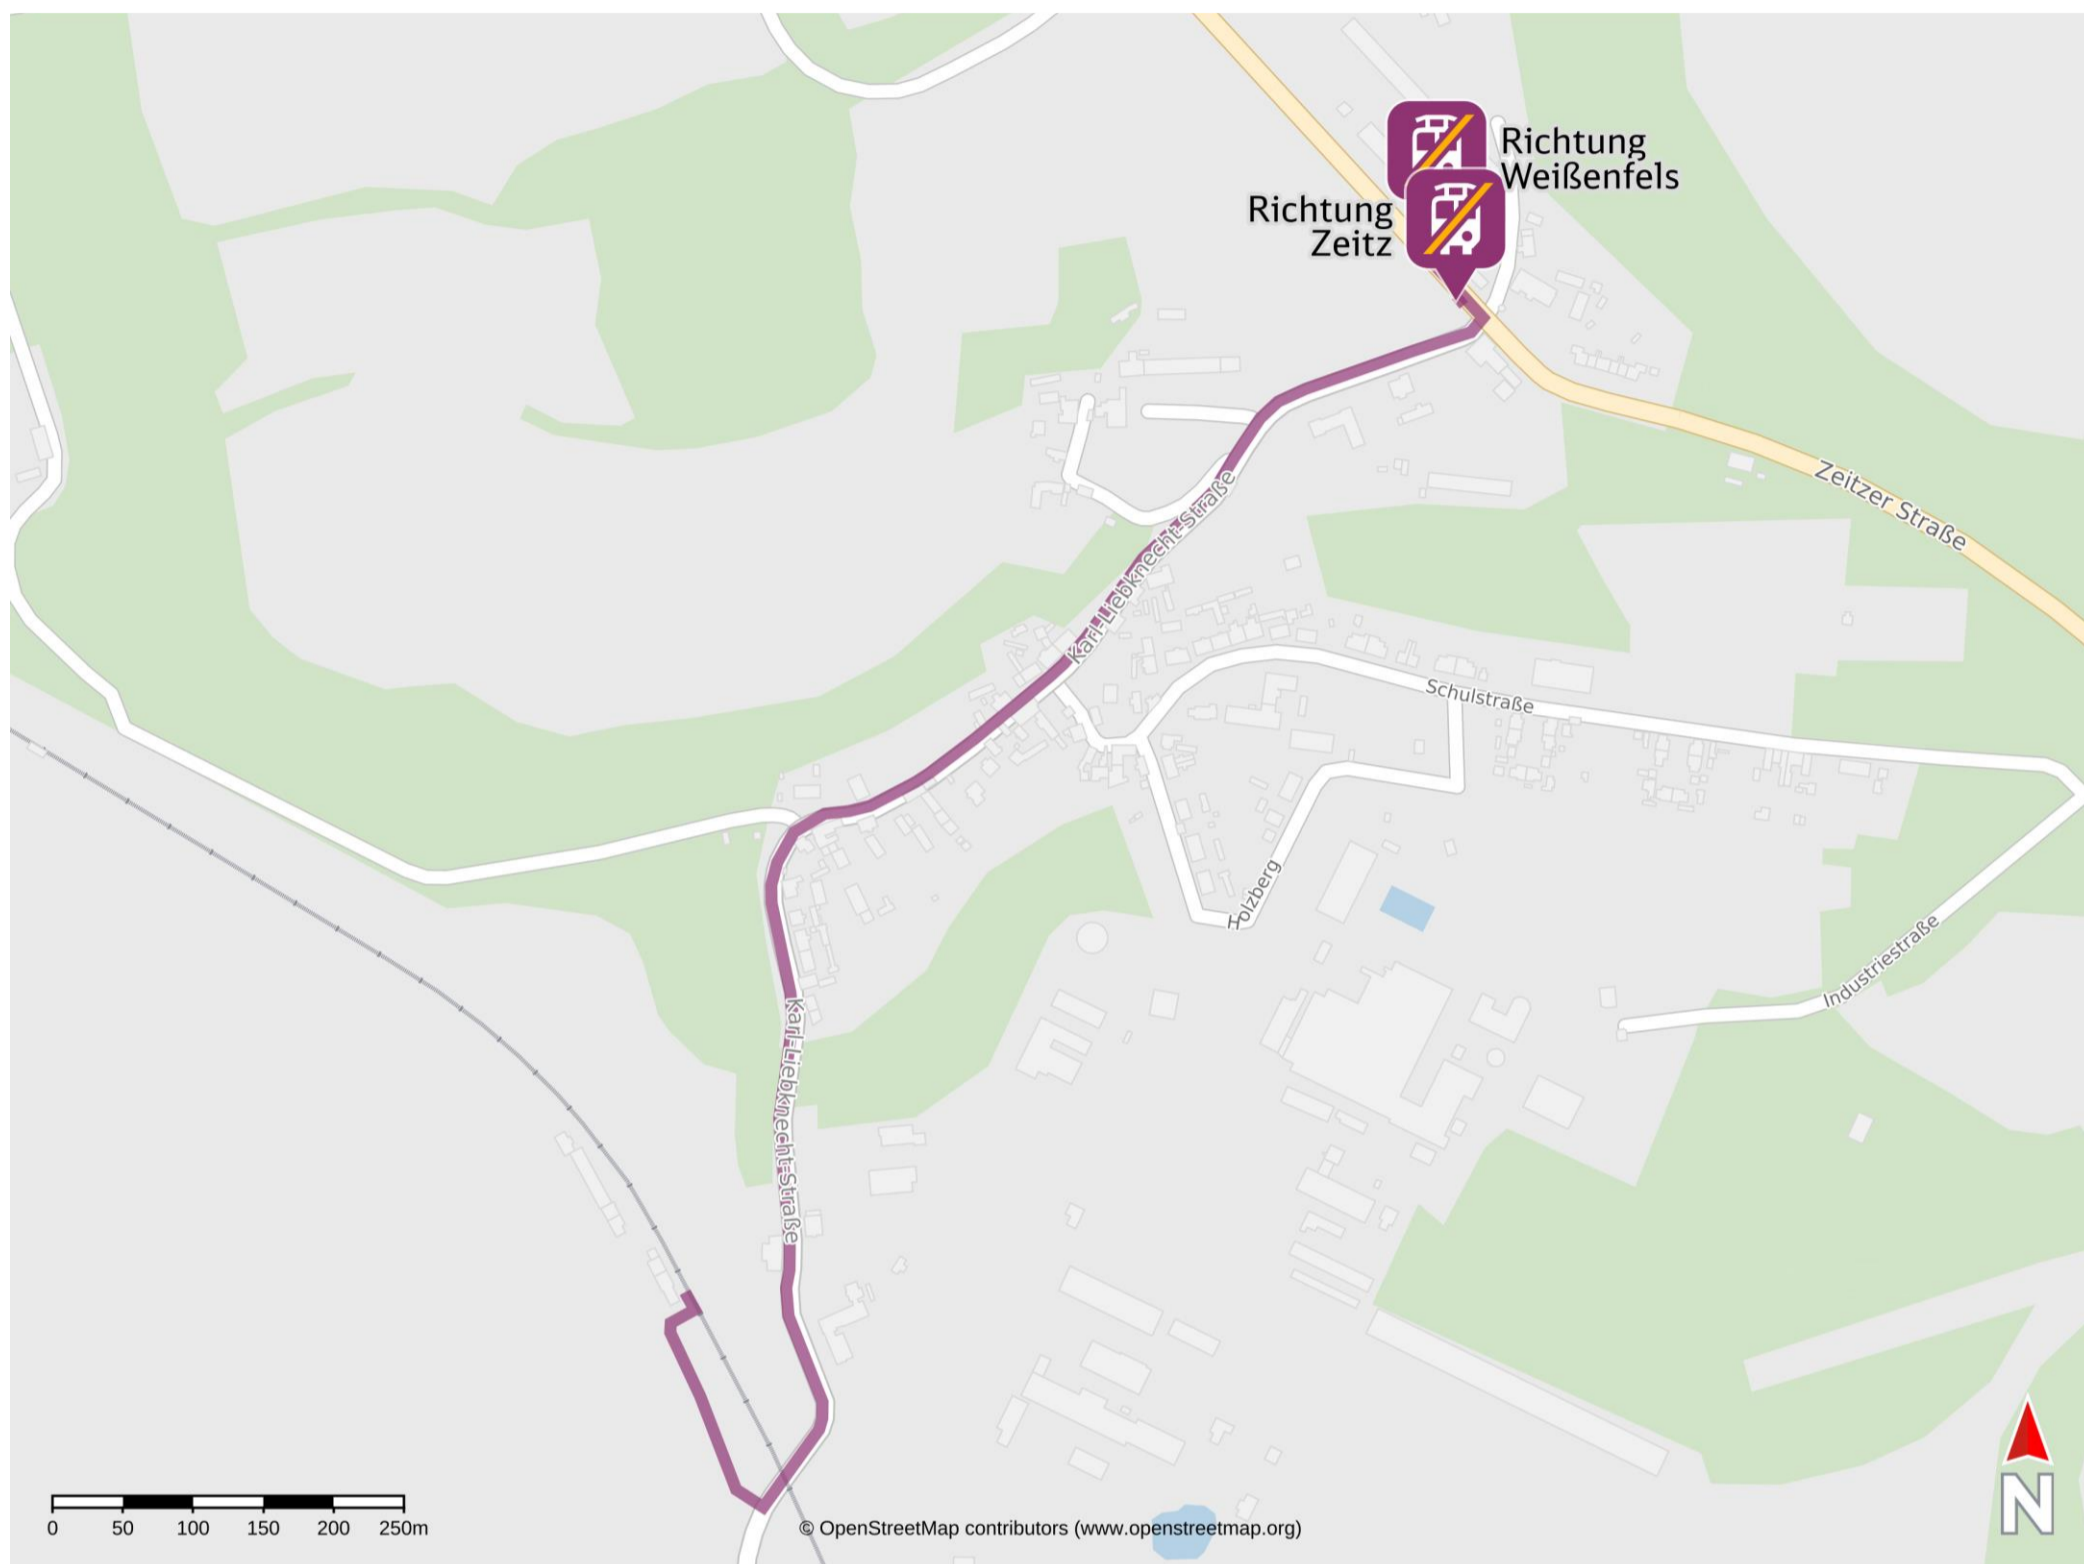 Richtung
Weißenfels
Richtung
Zeitz
Zeitzer Straße
Karl-Liebknecht-Straße
Schulstraße
Holzberg
Industriestraße
Karl-Liebknecht-Straße
0 50 100 150 200 250m
© OpenStreetMap contributors (www.openstreetmap.org)
N